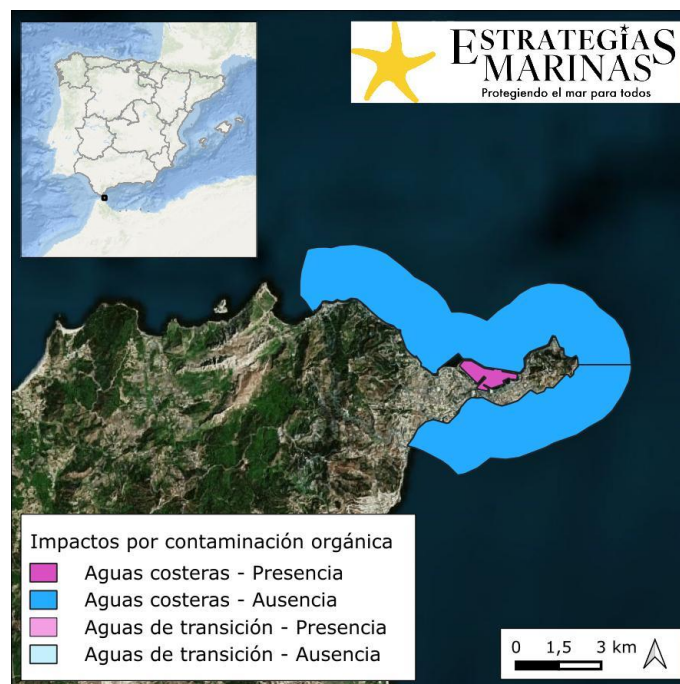 ESTRATEGIAS
MARINAS
Protegiendo el mar para todos
Impactos por contaminación orgánica
Aguas costeras - Presencia
Aguas costeras - Ausencia
Aguas de transición - Presencia
Aguas de transición - Ausencia
0 1,5 3 km